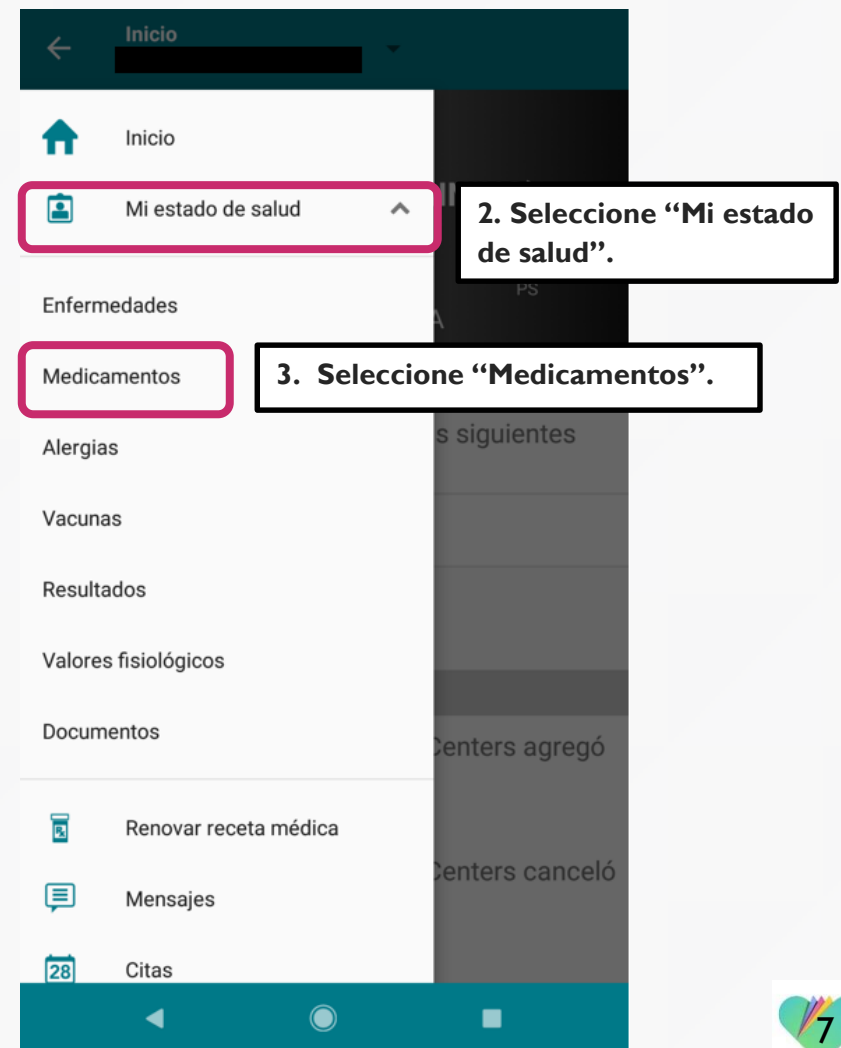 Inicio
Inicio
Mi estado de salud
2. Seleccione “Mi estado
de salud”.
PS
A
Enfermedades
Medicamentos
3. Seleccione “Medicamentos”.
s siguientes
Alergias
Vacunas
Resultados
Valores fisiológicos
Documentos
Centers agregó
Renovar receta médica
Centers canceló
Mensajes
28
Citas
7